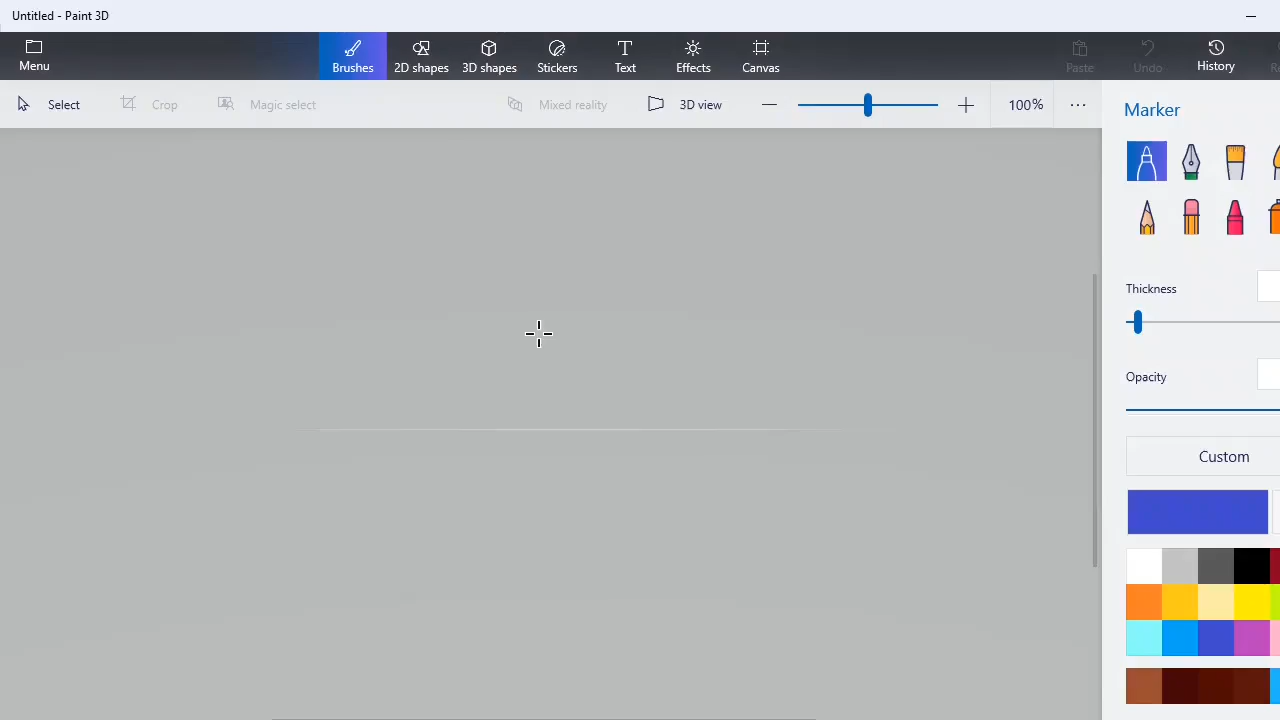 Untitled - Paint 3D
Menu
Brushes
2D shapes
3D shapes
Stickers
Text
Effects
Canvas
Paste
Undo
History
Select
Crop
Magic select
Mixed reality
3D view
100%
Marker
Thickness
Opacity
Custom